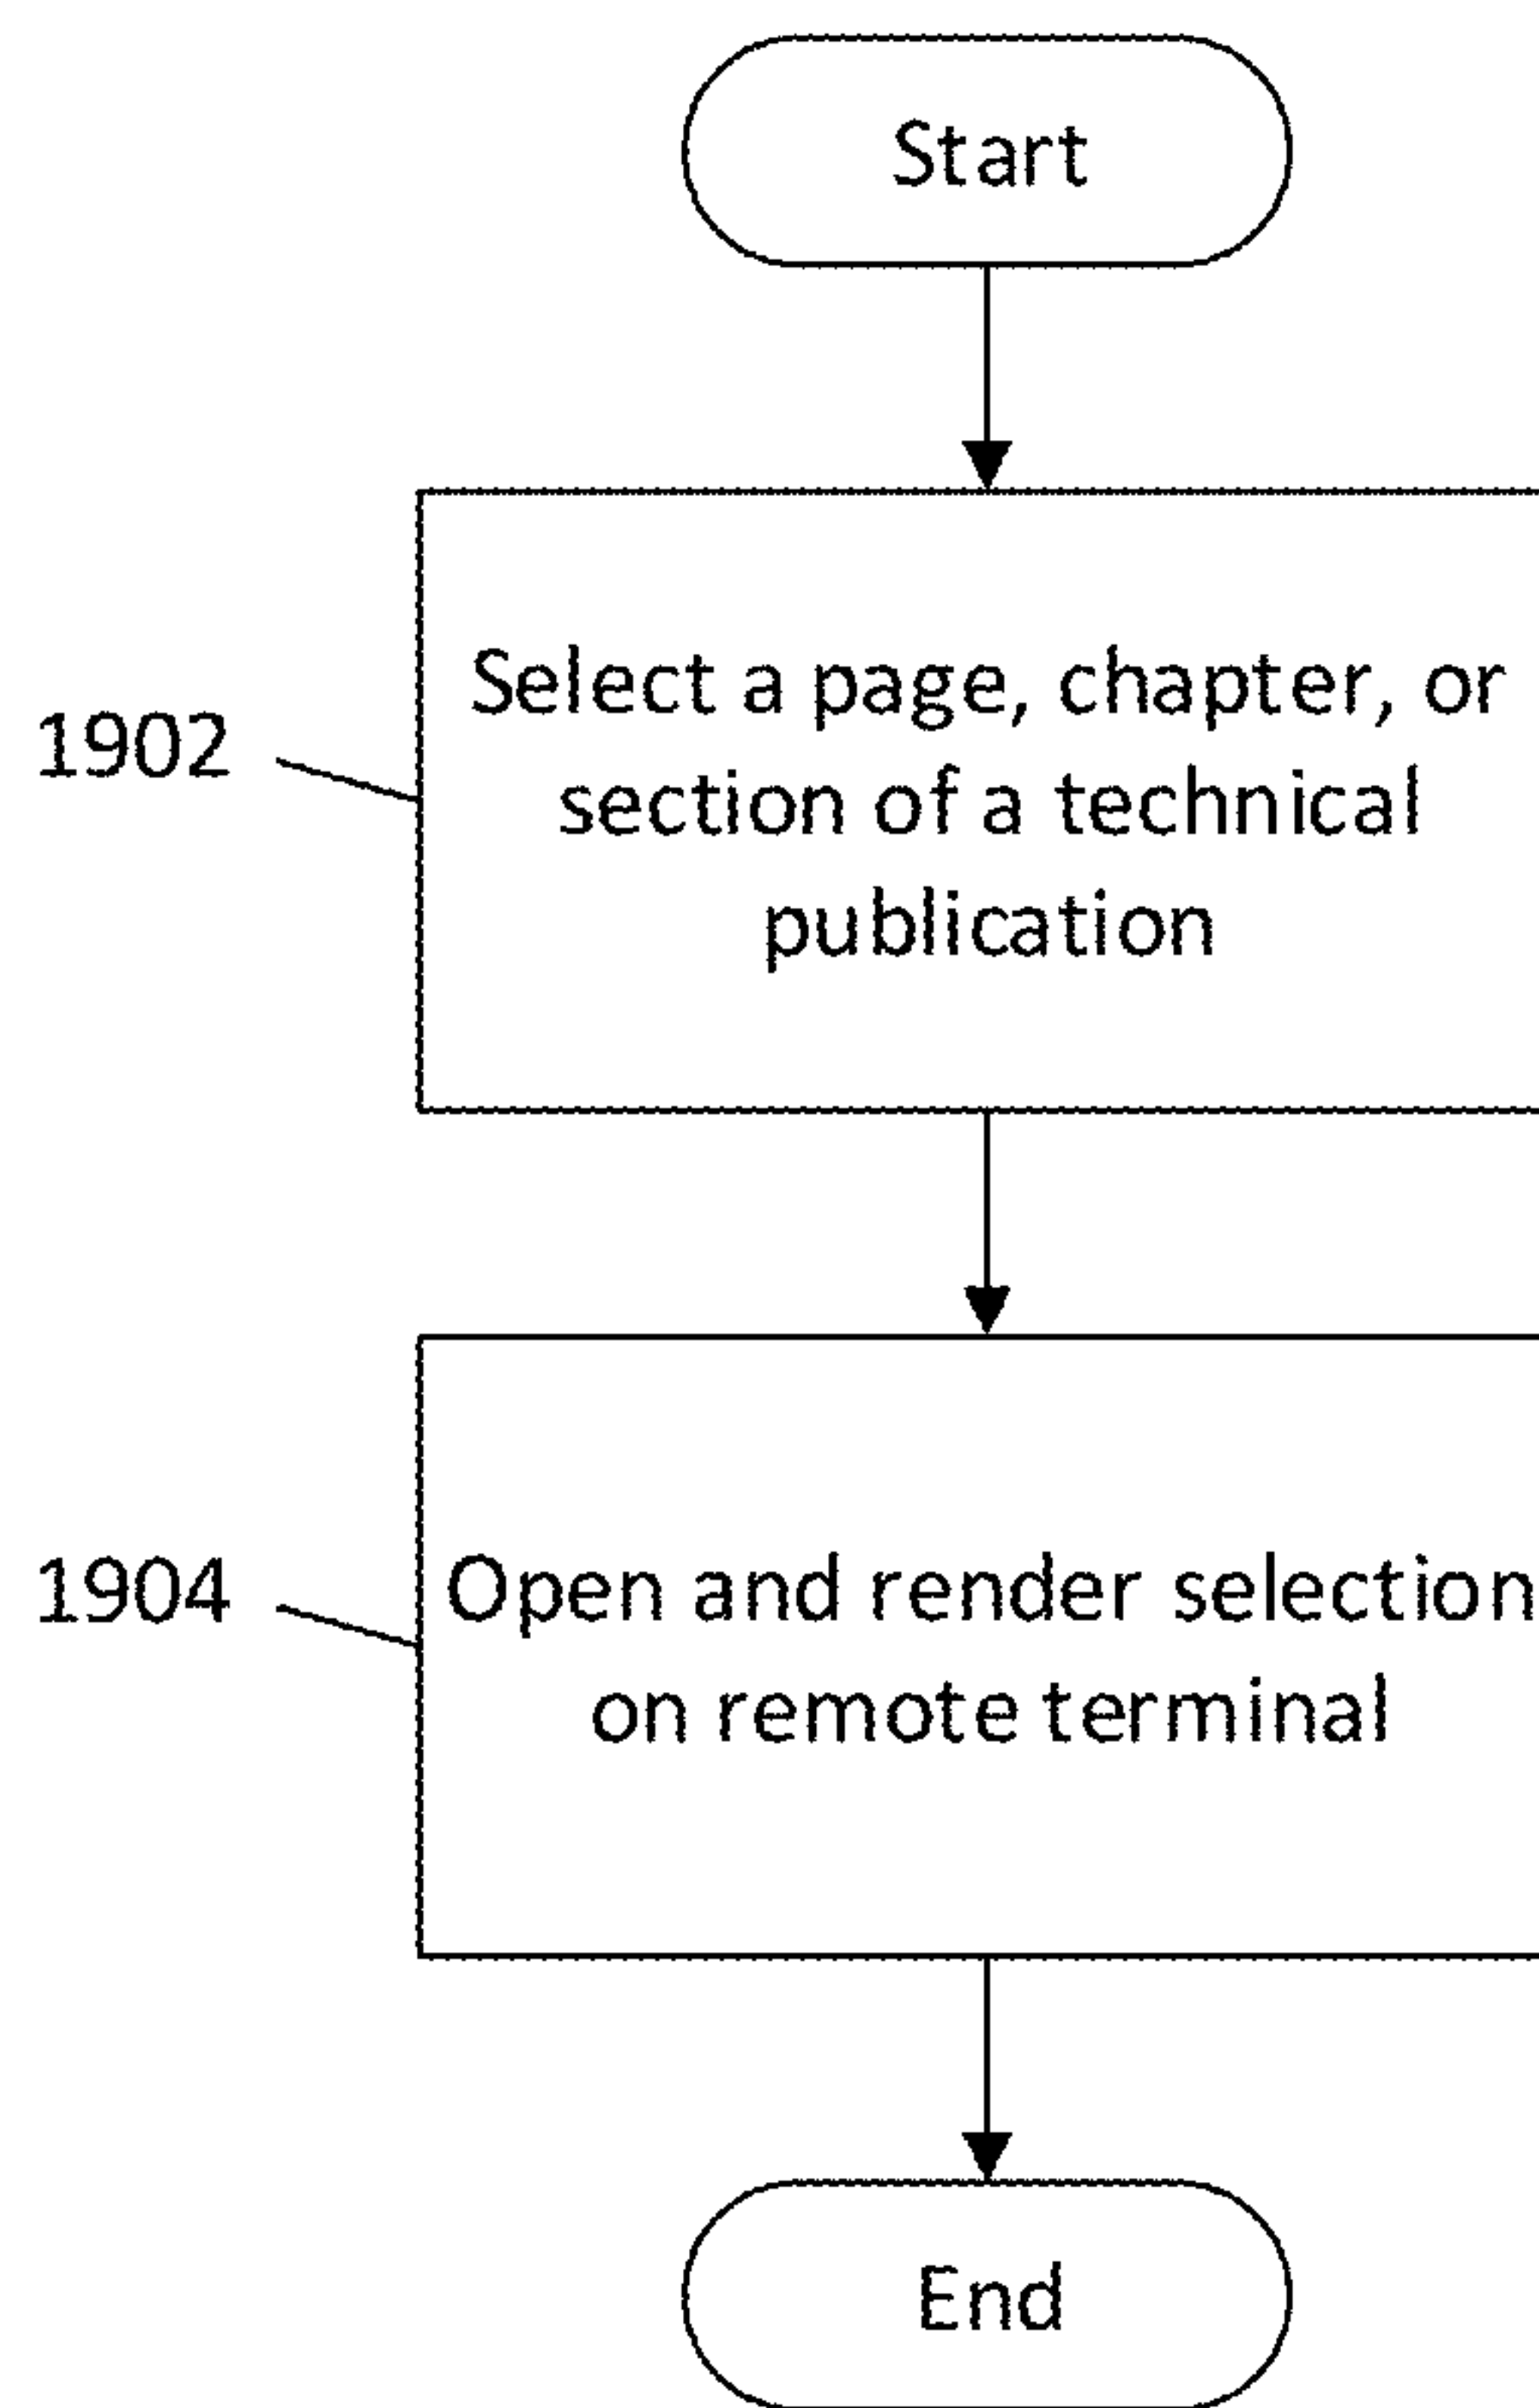 Start
1902
Select a page, chapter, or
section of a technical
publication
1904
Open and render selection
on remote terminal
End